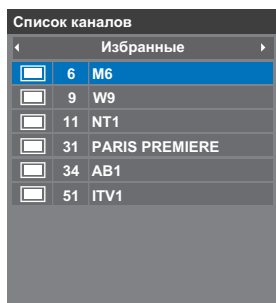 Список каналов
Избранные
6 M6
9 W9
11 NT1
31 PARIS PREMIERE
34 AB1
51 ITV1